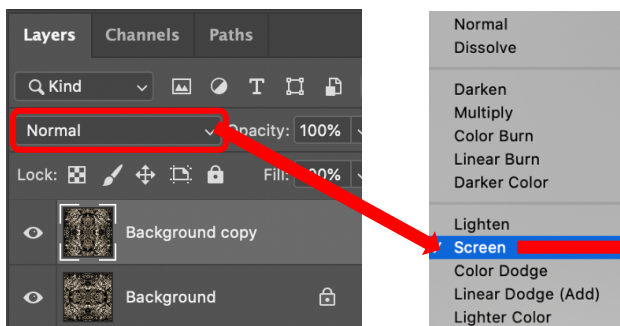 Layers Channels Paths
Kind
Normal Opacity: 100%
Lock: Fill: 100%
Background copy
Background
Normal
Dissolve
Darken
Multiply
Color Burn
Linear Burn
Darker Color
Lighten
Screen
Color Dodge
Linear Dodge (Add)
Lighter Color